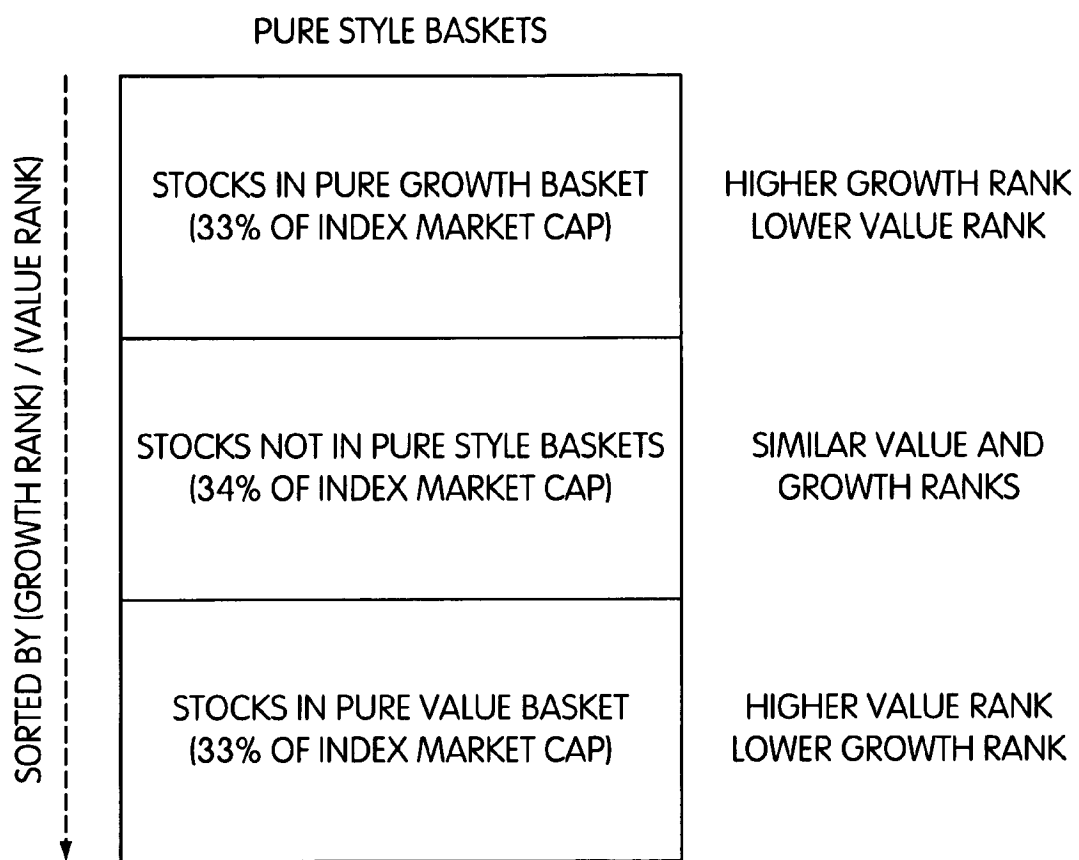 PURE STYLE BASKETS
SORTED BY (GROWTH RANK) / (VALUE RANK)
STOCKS IN PURE GROWTH BASKET
(33% OF INDEX MARKET CAP)
HIGHER GROWTH RANK
LOWER VALUE RANK
STOCKS NOT IN PURE STYLE BASKETS
(34% OF INDEX MARKET CAP)
SIMILAR VALUE AND
GROWTH RANKS
STOCKS IN PURE VALUE BASKET
(33% OF INDEX MARKET CAP)
HIGHER VALUE RANK
LOWER GROWTH RANK